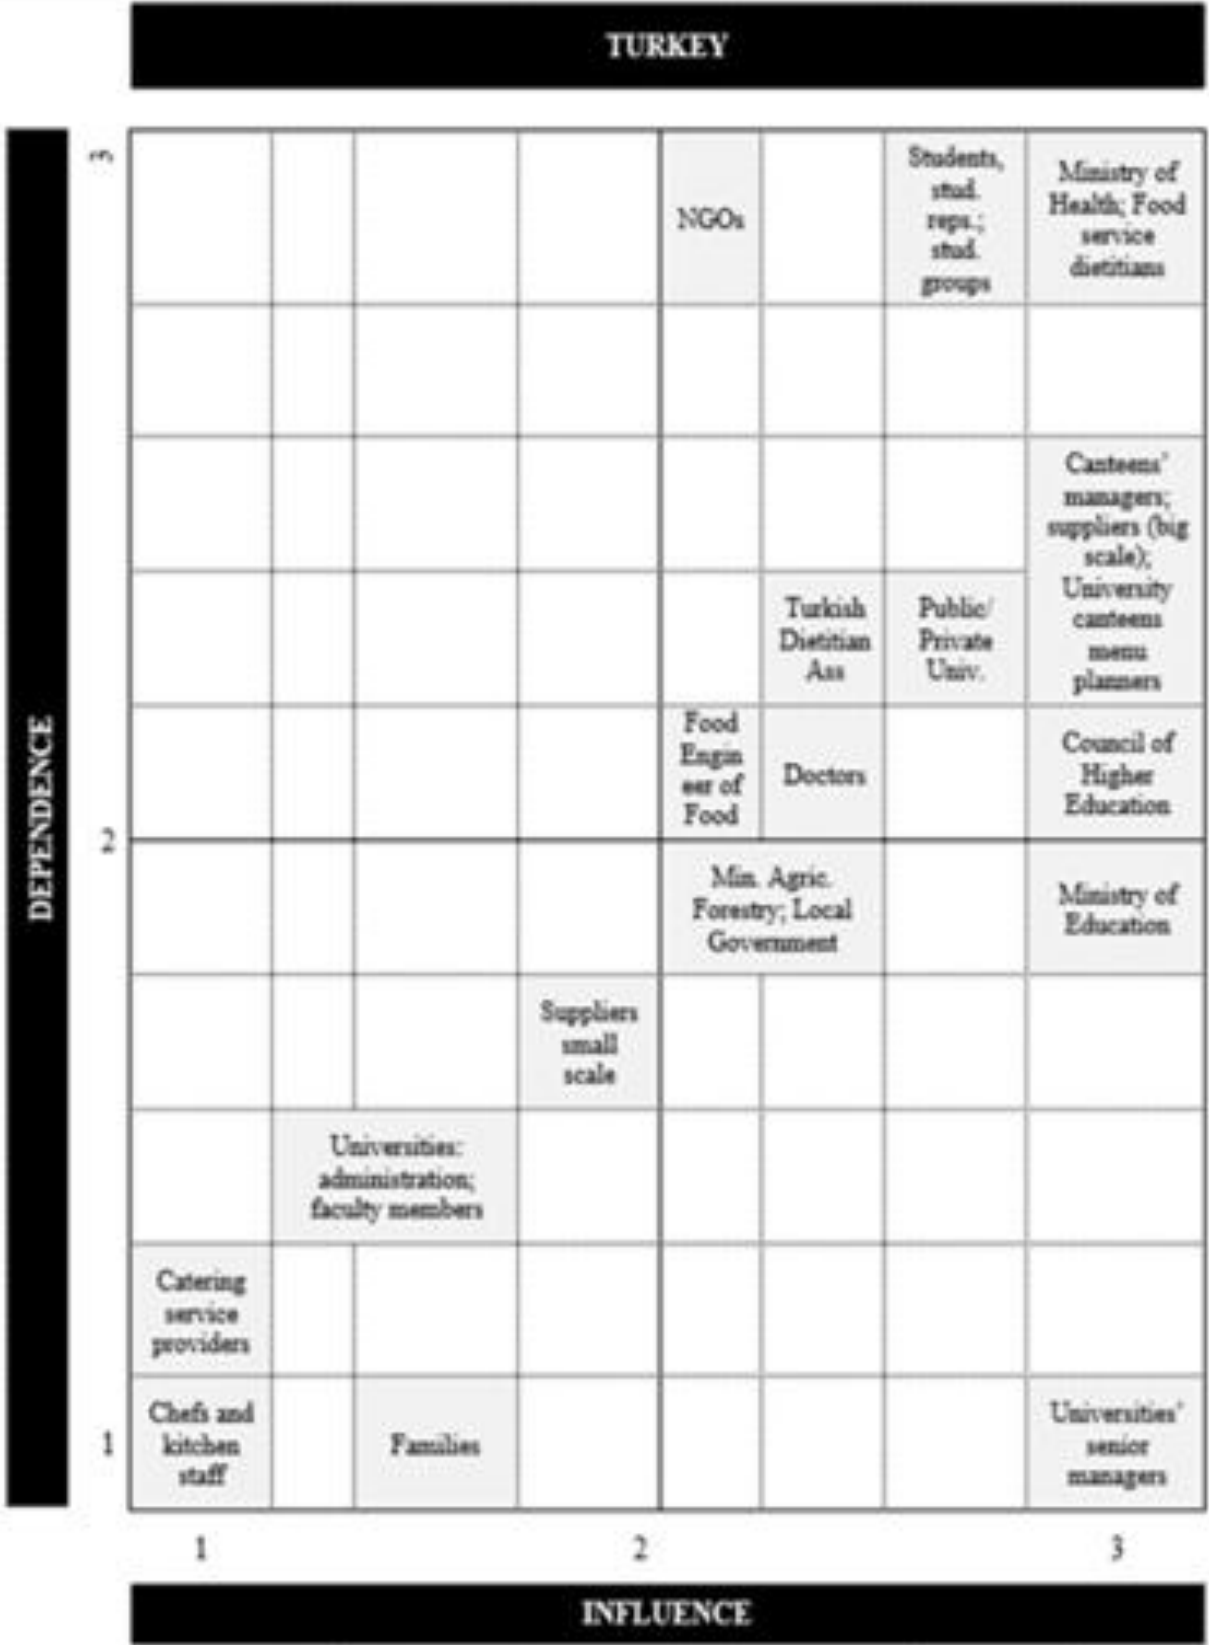 TURKEY
DEPENDENCE
3
NGOs
Students,
stud.
reps.;
stud.
groups
Ministry of
Health; Food
service
dietitians
Canteens'
managers;
suppliers (big
scale);
University
canteens
menu
planners
Turkish
Dietitian
Ass
Public/
Private
Univ.
Food
Engin
eer of
Food
Doctors
Council of
Higher
Education
2
Min. Agric.
Forestry; Local
Government
Ministry of
Education
Suppliers
small
scale
Universities:
administration;
faculty members
Catering
service
providers
1
Chefs and
kitchen
staff
Families
Universities'
senior
managers
1
2
3
INFLUENCE